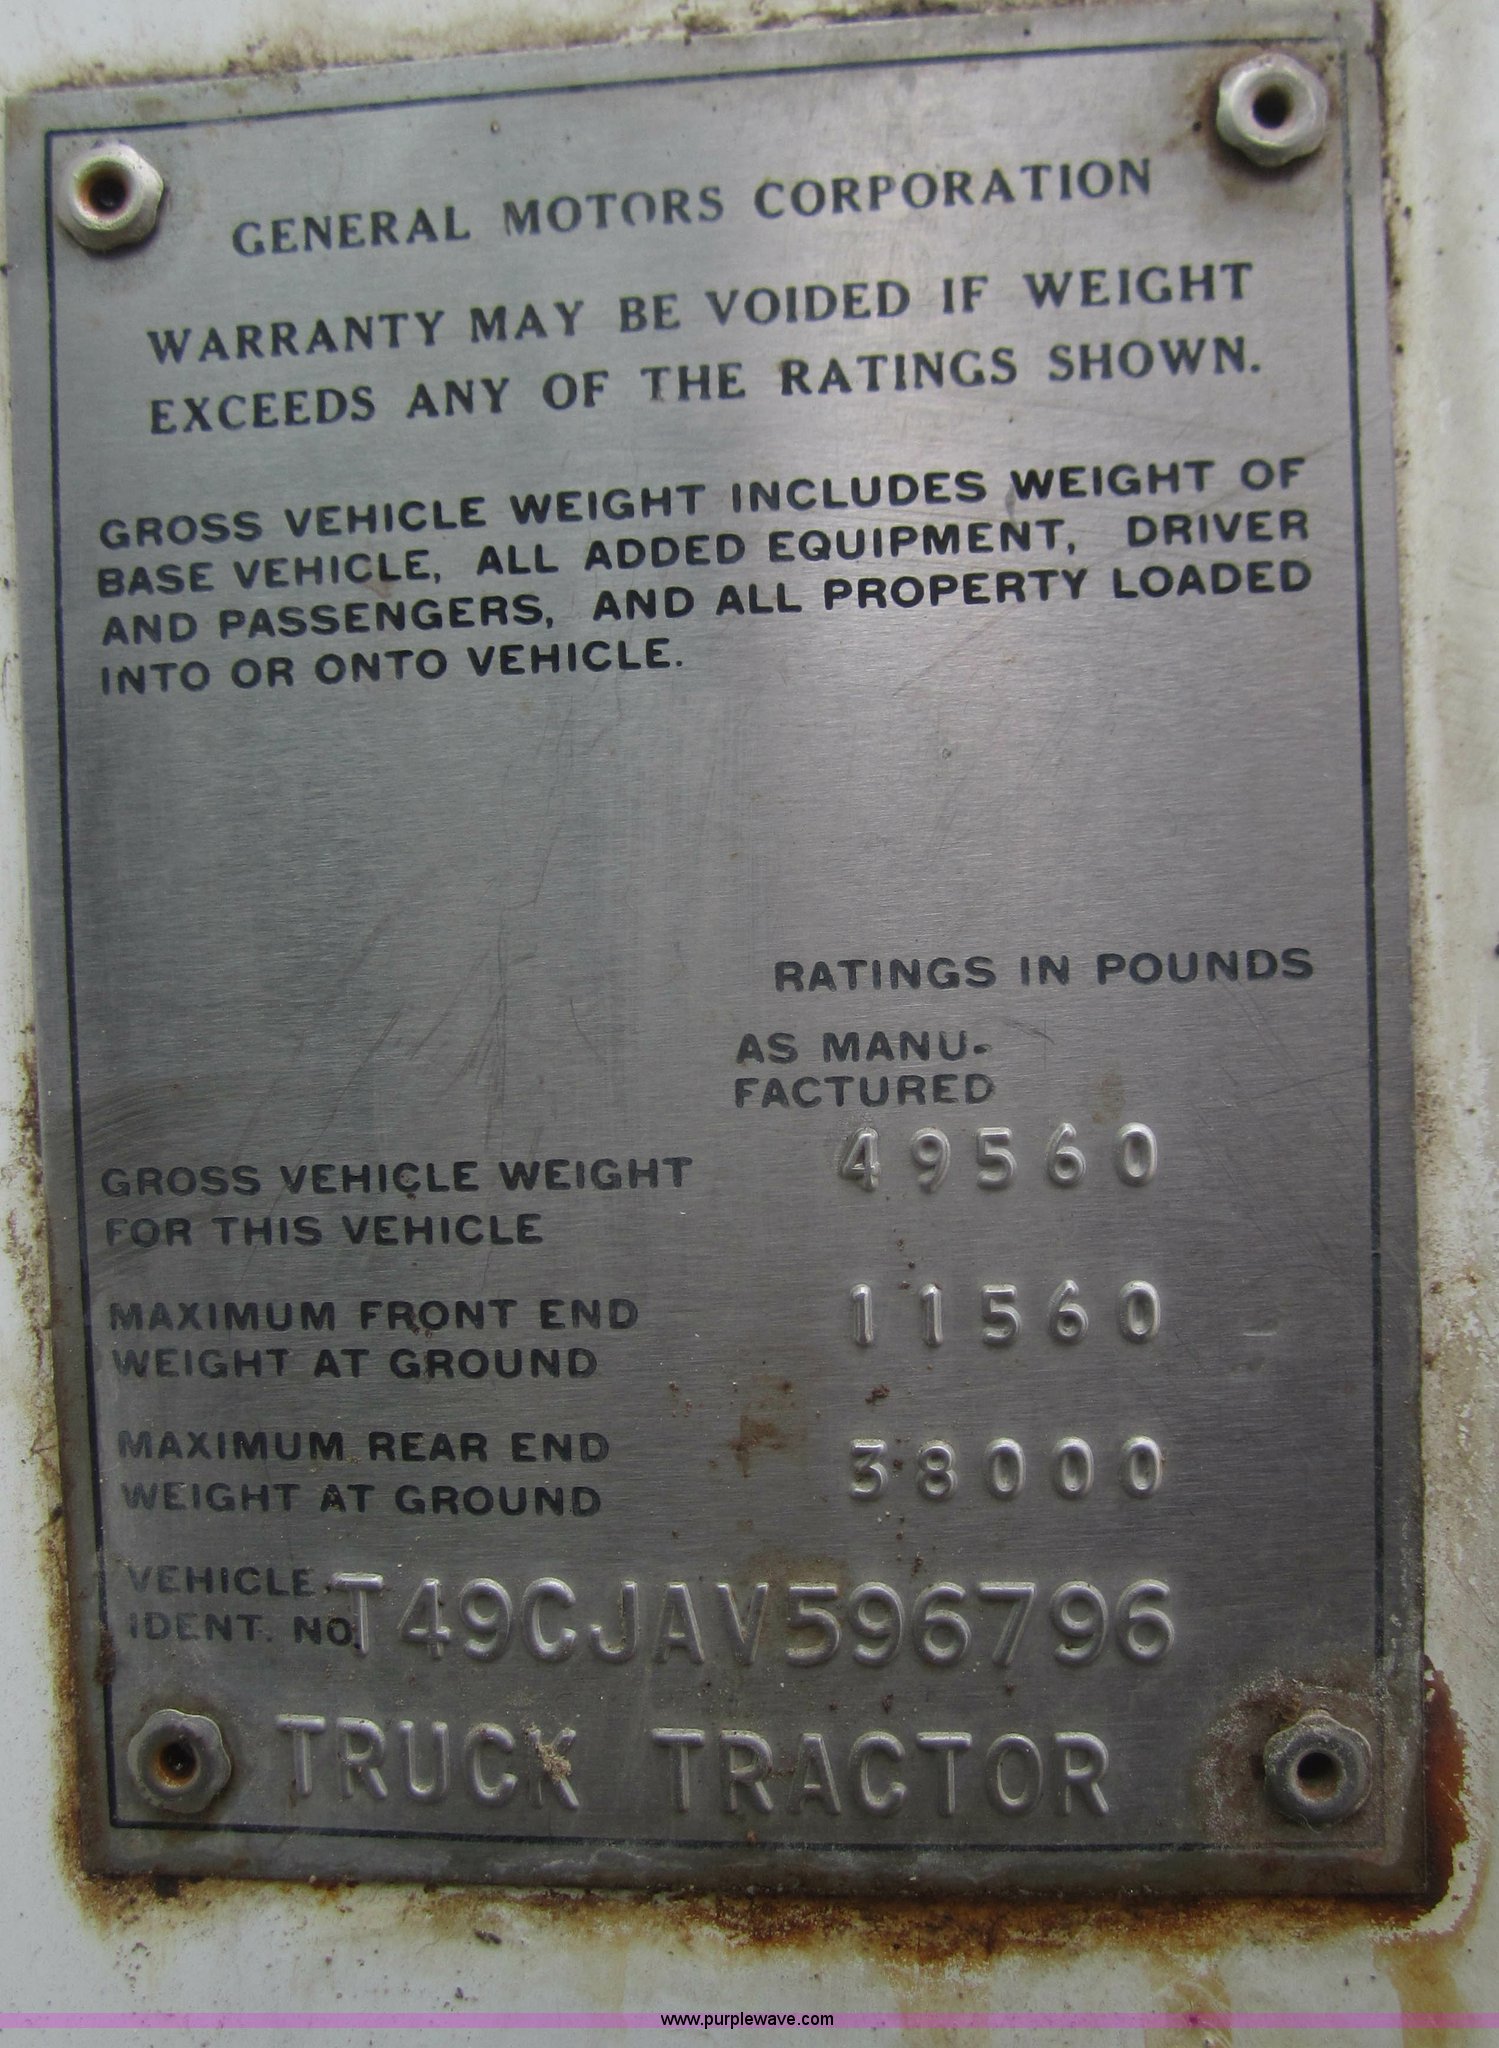 GENERAL MOTORS CORPORATION
WARRANTY MAY BE VOIDED IF WEIGHT
EXCEEDS ANY OF THE RATINGS SHOWN.
GROSS VEHICLE WEIGHT INCLUDES WEIGHT OF
BASE VEHICLE, ALL ADDED EQUIPMENT, DRIVER
AND PASSENGERS, AND ALL PROPERTY LOADED
INTO OR ONTO VEHICLE.
RATINGS IN POUNDS
AS MANU-
FACTURED
GROSS VEHICLE WEIGHT 49560
FOR THIS VEHICLE
MAXIMUM FRONT END 11560
WEIGHT AT GROUND
MAXIMUM REAR END 38000
WEIGHT AT GROUND
VEHICLE
IDENT. NO. T49CJAV596796
TRUCK TRACTOR
www.purplewave.com